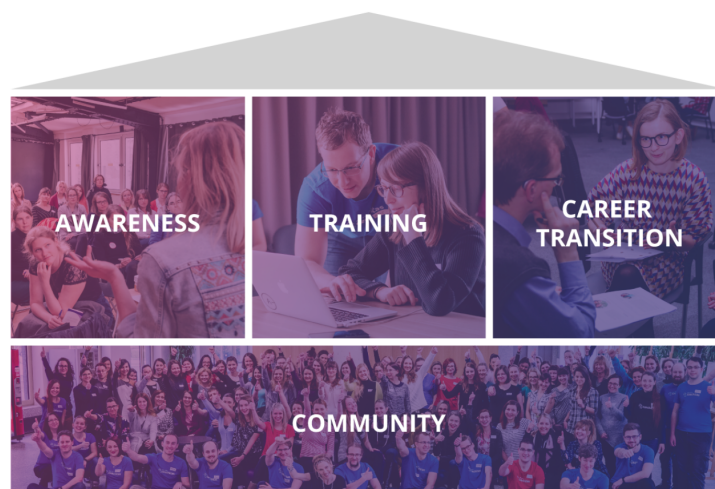 AWARENESS
TRAINING
CAREER
TRANSITION
COMMUNITY